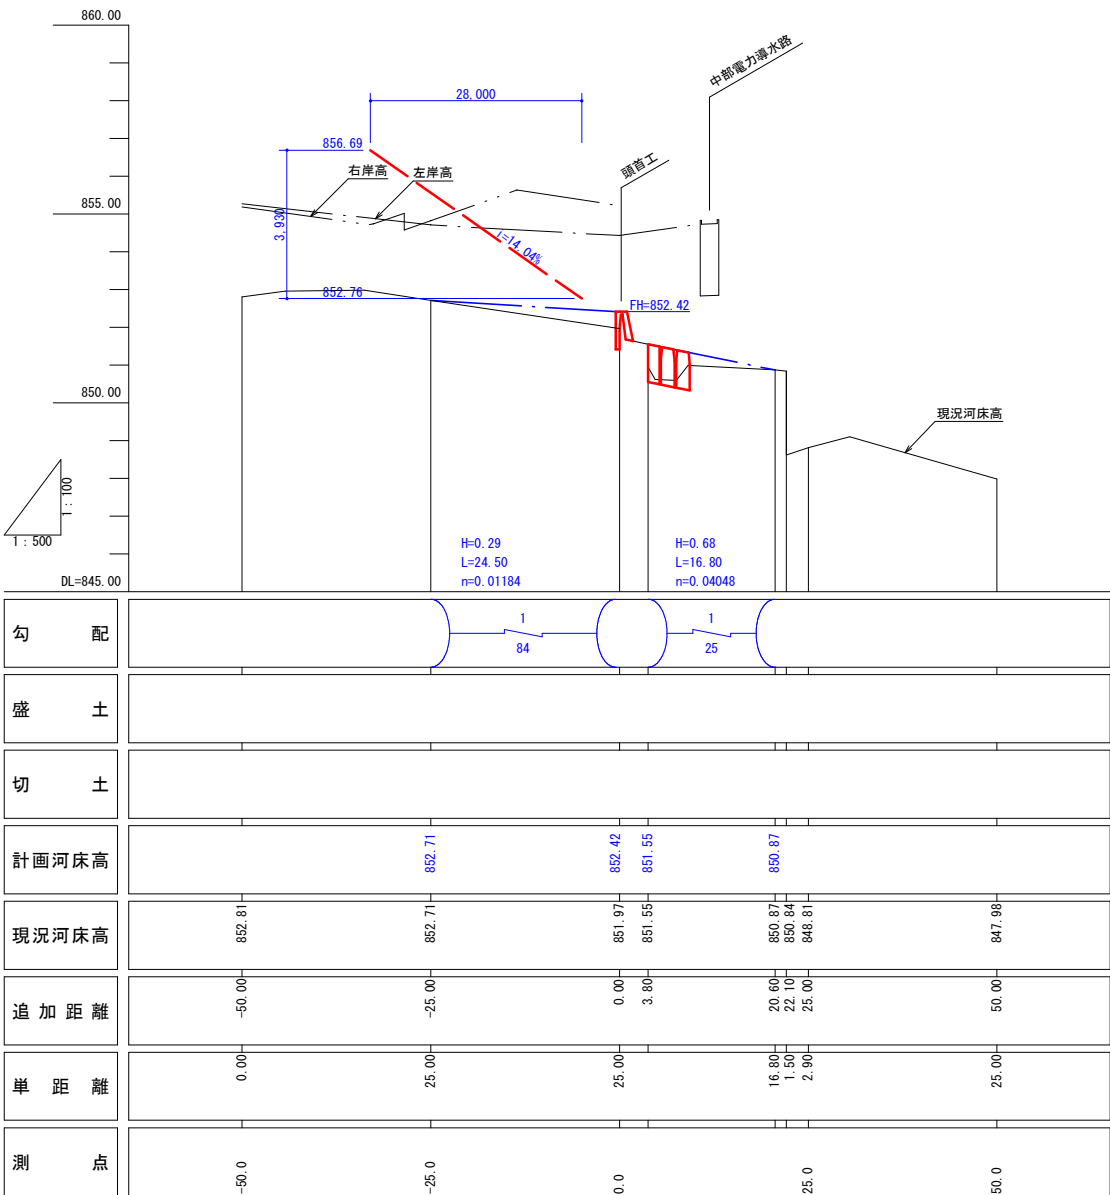 860.00
中部電力導水路
28.000
856.69
頭首工
右岸高
左岸高
855.00
3.930
i=14.04%
852.76
FH=852.42
850.00
現況河床高
1:100
1:500
H=0.29
L=24.50
n=0.01184
H=0.68
L=16.80
n=0.04048
DL=845.00
勾配
1
84
1
25
盛土
切土
計画河床高
852.71
852.42
851.55
850.87
現況河床高
852.81
852.71
851.97
851.55
850.87
850.84
848.81
847.98
追加距離
-50.00
-25.00
0.00
3.80
20.60
22.10
25.00
50.00
単距離
0.00
25.00
25.00
16.80
1.50
2.90
25.00
測点
-50.0
-25.0
0.0
25.0
50.0